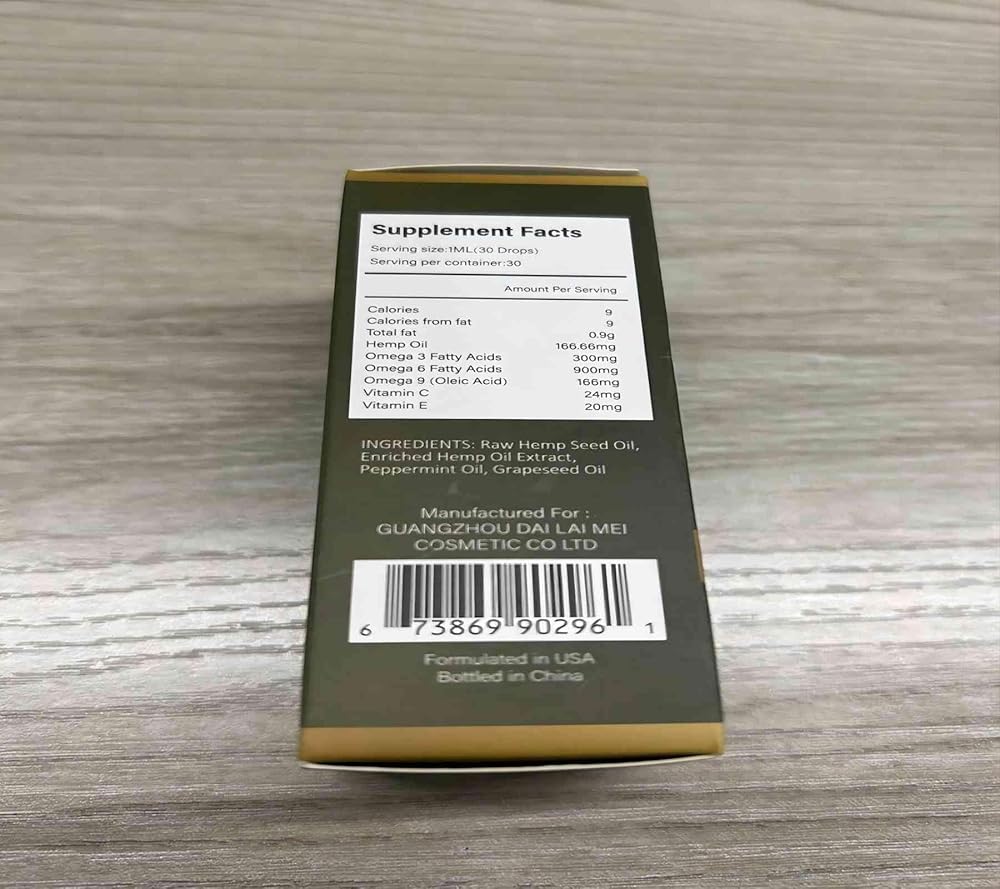 Supplement Facts
Serving size:1ML(30 Drops)
Serving per container:30
Amount Per Serving
Calories 9
Calories from fat 9
Total fat 0.9g
Hemp Oil 166.66mg
Omega 3 Fatty Acids 300mg
Omega 6 Fatty Acids 900mg
Omega 9 (Oleic Acid) 166mg
Vitamin C 24mg
Vitamin E 20mg
INGREDIENTS: Raw Hemp Seed Oil,
Enriched Hemp Oil Extract,
Peppermint Oil, Grapeseed Oil
Manufactured For :
GUANGZHOU DAI LAI MEI
COSMETIC CO LTD
6 73869 90296 1
Formulated in USA
Bottled in China